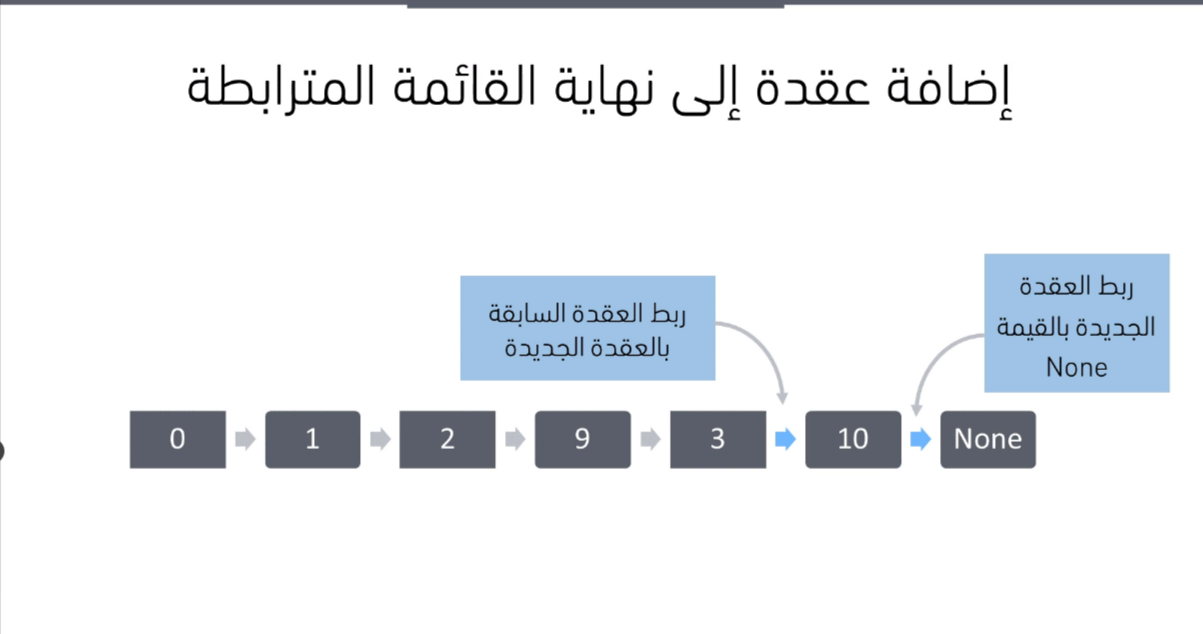 إضافة عقدة إلى نهاية القائمة المترابطة
ربط العقدة
الجديدة بالقيمة
None
ربط العقدة السابقة
بالعقدة الجديدة
0 1 2 9 3 10 None